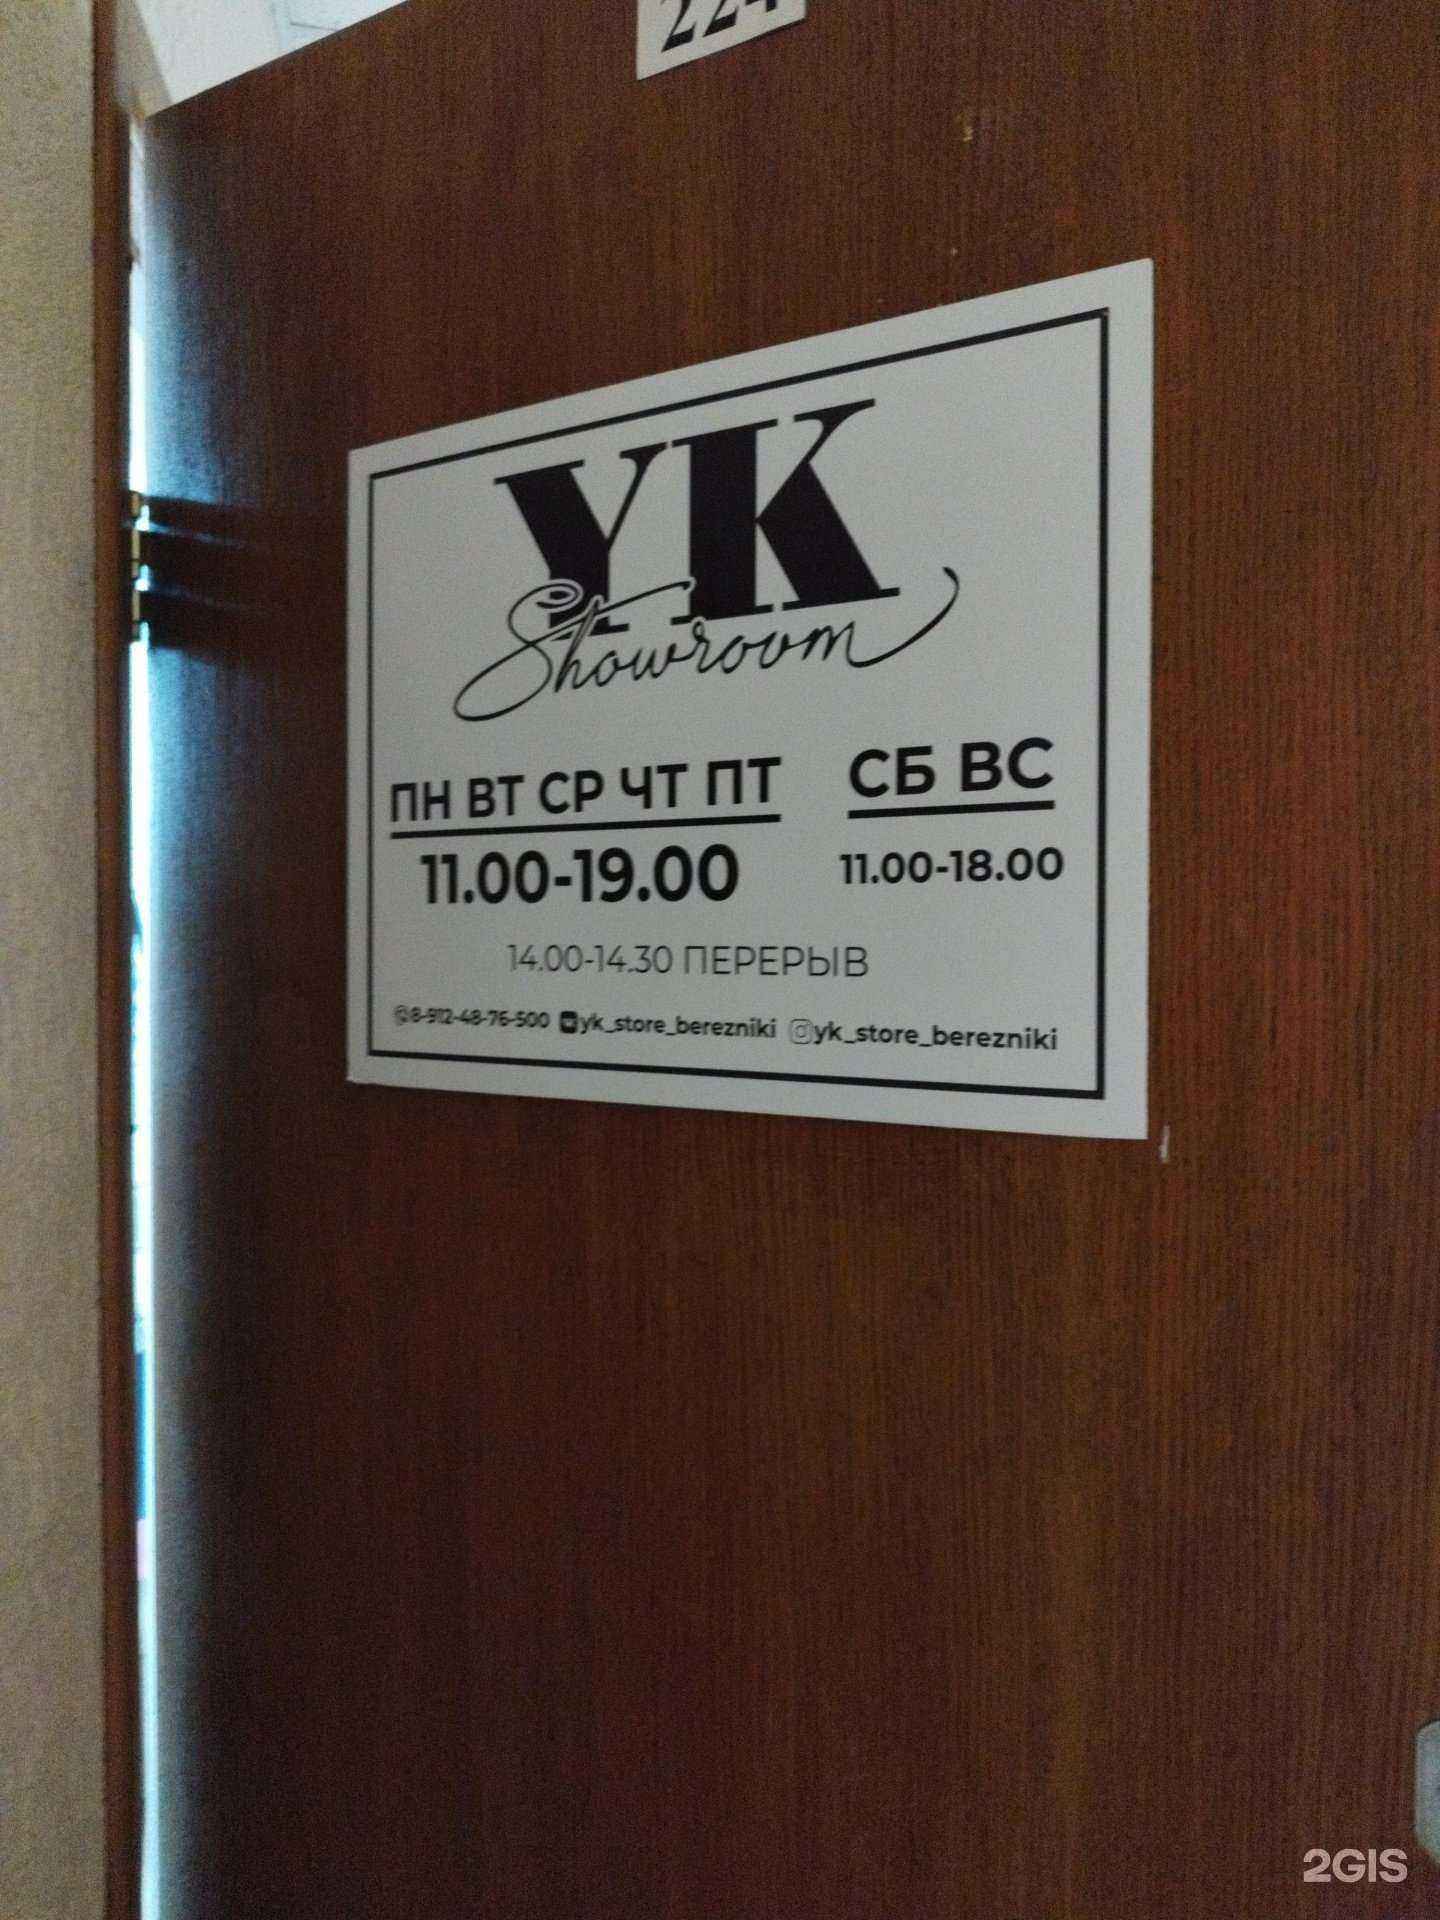 224
YK
Showroom
ПН ВТ СР ЧТ ПТ
11.00-19.00
СБ ВС
11.00-18.00
14.00-14.30 ПЕРЕРЫВ
8-912-48-76-500 yk_store_berezniki yk_store_berezniki
2GIS